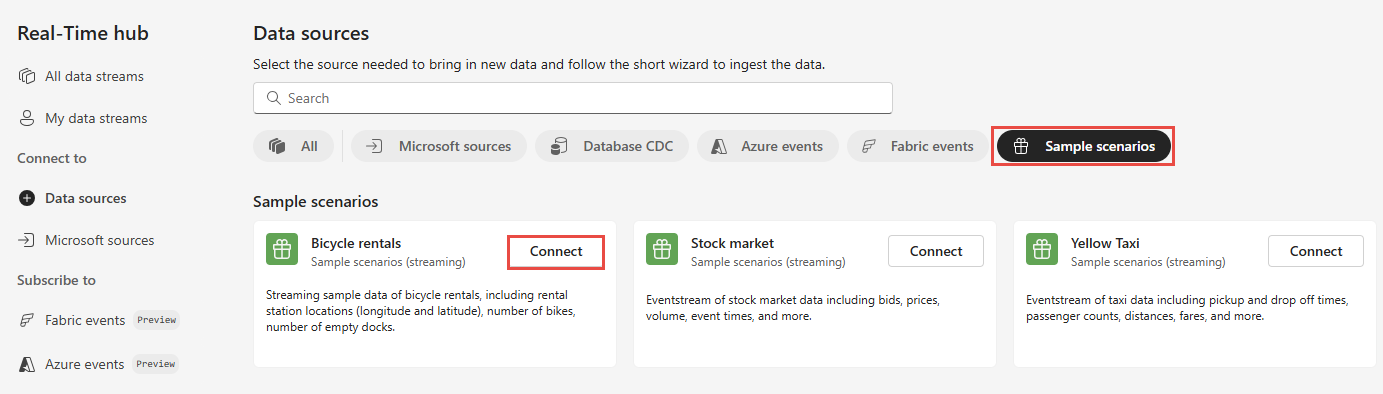 Real-Time hub
All data streams
My data streams
Connect to
Data sources
Microsoft sources
Subscribe to
Fabric events Preview
Azure events Preview
Data sources
Select the source needed to bring in new data and follow the short wizard to ingest the data.
Search
All Microsoft sources Database CDC Azure events Fabric events Sample scenarios
Sample scenarios
Bicycle rentals
Sample scenarios (streaming)
Connect
Streaming sample data of bicycle rentals, including rental
station locations (longitude and latitude), number of bikes,
number of empty docks.
Stock market
Sample scenarios (streaming)
Connect
Eventstream of stock market data including bids, prices,
volume, event times, and more.
Yellow Taxi
Sample scenarios (streaming)
Connect
Eventstream of taxi data including pickup and drop off times,
passenger counts, distances, fares, and more.